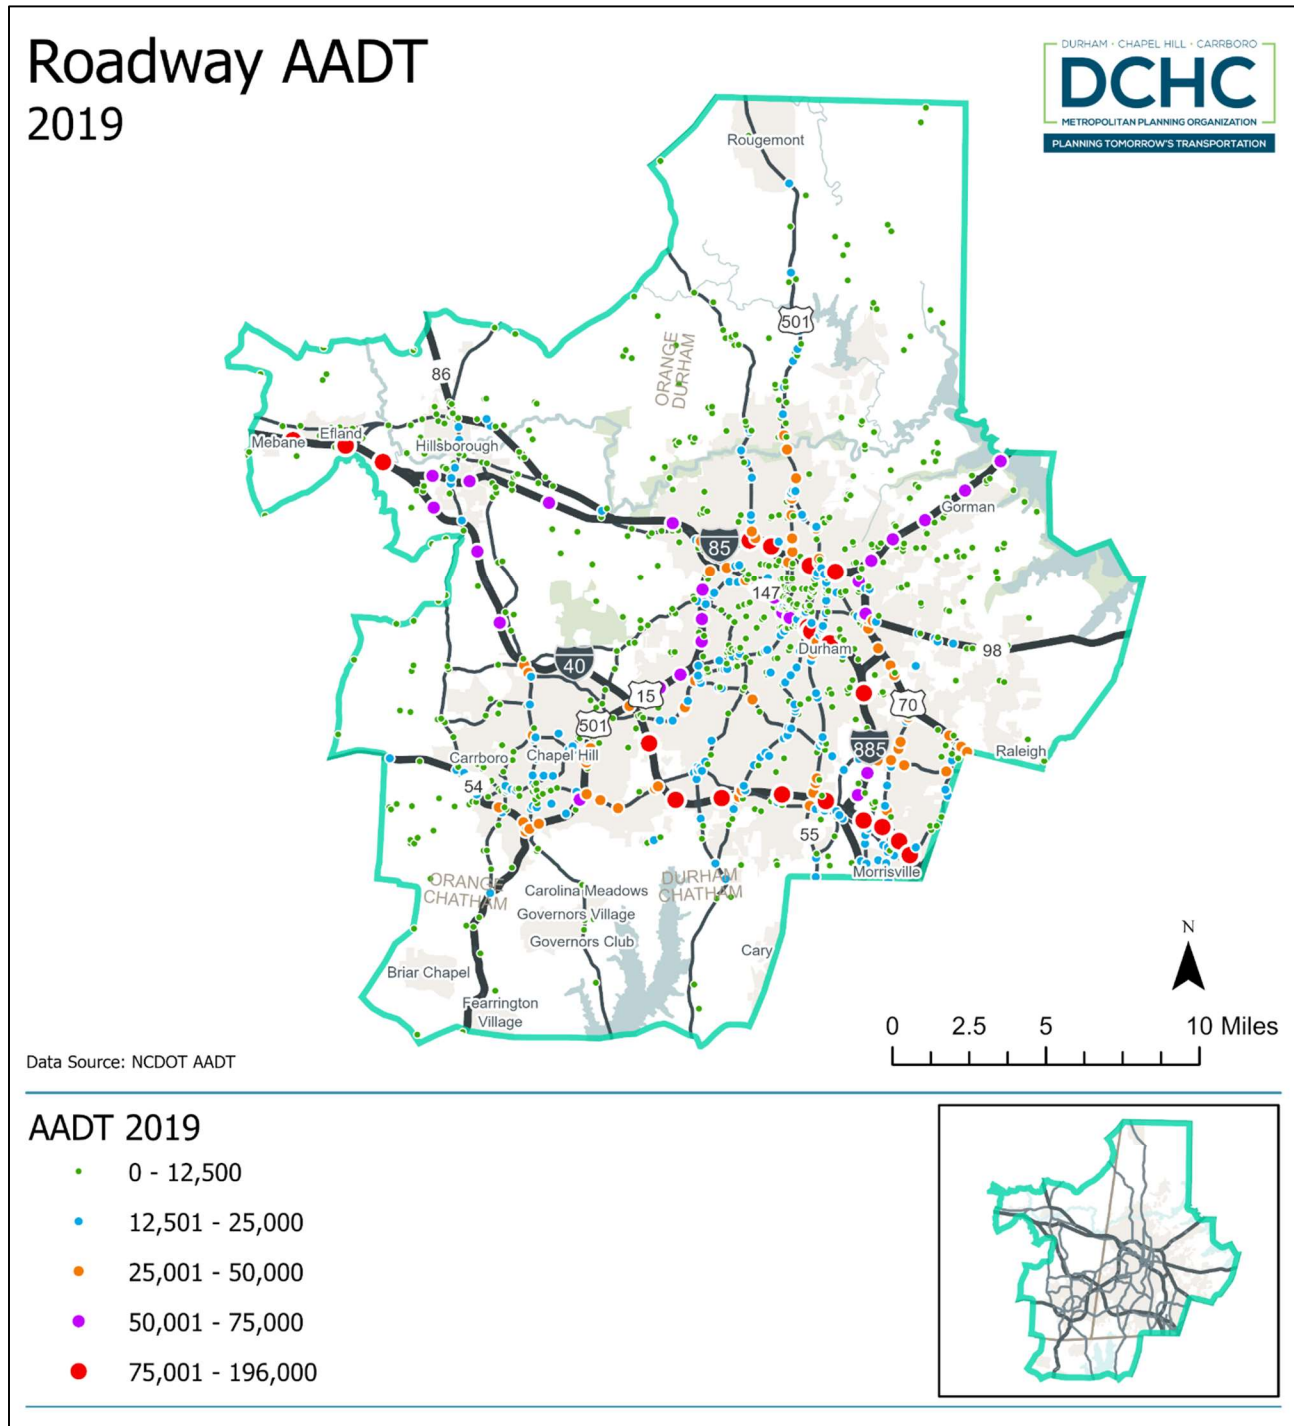 Roadway AADT
2019
DURHAM · CHAPEL HILL · CARRBORO
DCHC
METROPOLITAN PLANNING ORGANIZATION
PLANNING TOMORROW'S TRANSPORTATION
Rougemont
501
ORANGE
DURHAM
86
Mebane
Efland
Hillsborough
Gorman
85
147
98
Durham
40
15
501
70
885
Raleigh
Carrboro
Chapel Hill
54
55
Morrisville
ORANGE
CHATHAM
DURHAM
CHATHAM
Carolina Meadows
Governors Village
Governors Club
Cary
Briar Chapel
Fearrington
Village
N
0 2.5 5 10 Miles
Data Source: NCDOT AADT
AADT 2019
0 - 12,500
12,501 - 25,000
25,001 - 50,000
50,001 - 75,000
75,001 - 196,000